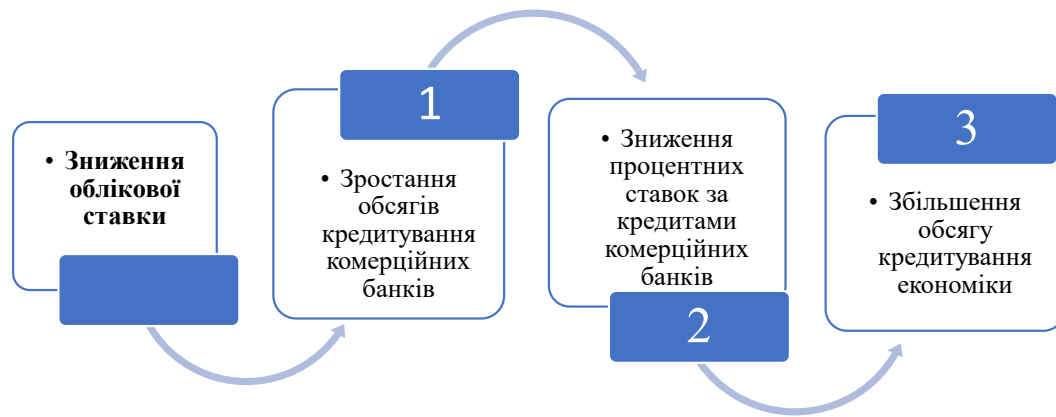 • Зниження
облікової
ставки
1
• Зростання
обсягів
кредитування
комерційних
банків
• Зниження
процентних
ставок за
кредитами
комерційних
банків
2
3
• Збільшення
обсягу
кредитування
економіки